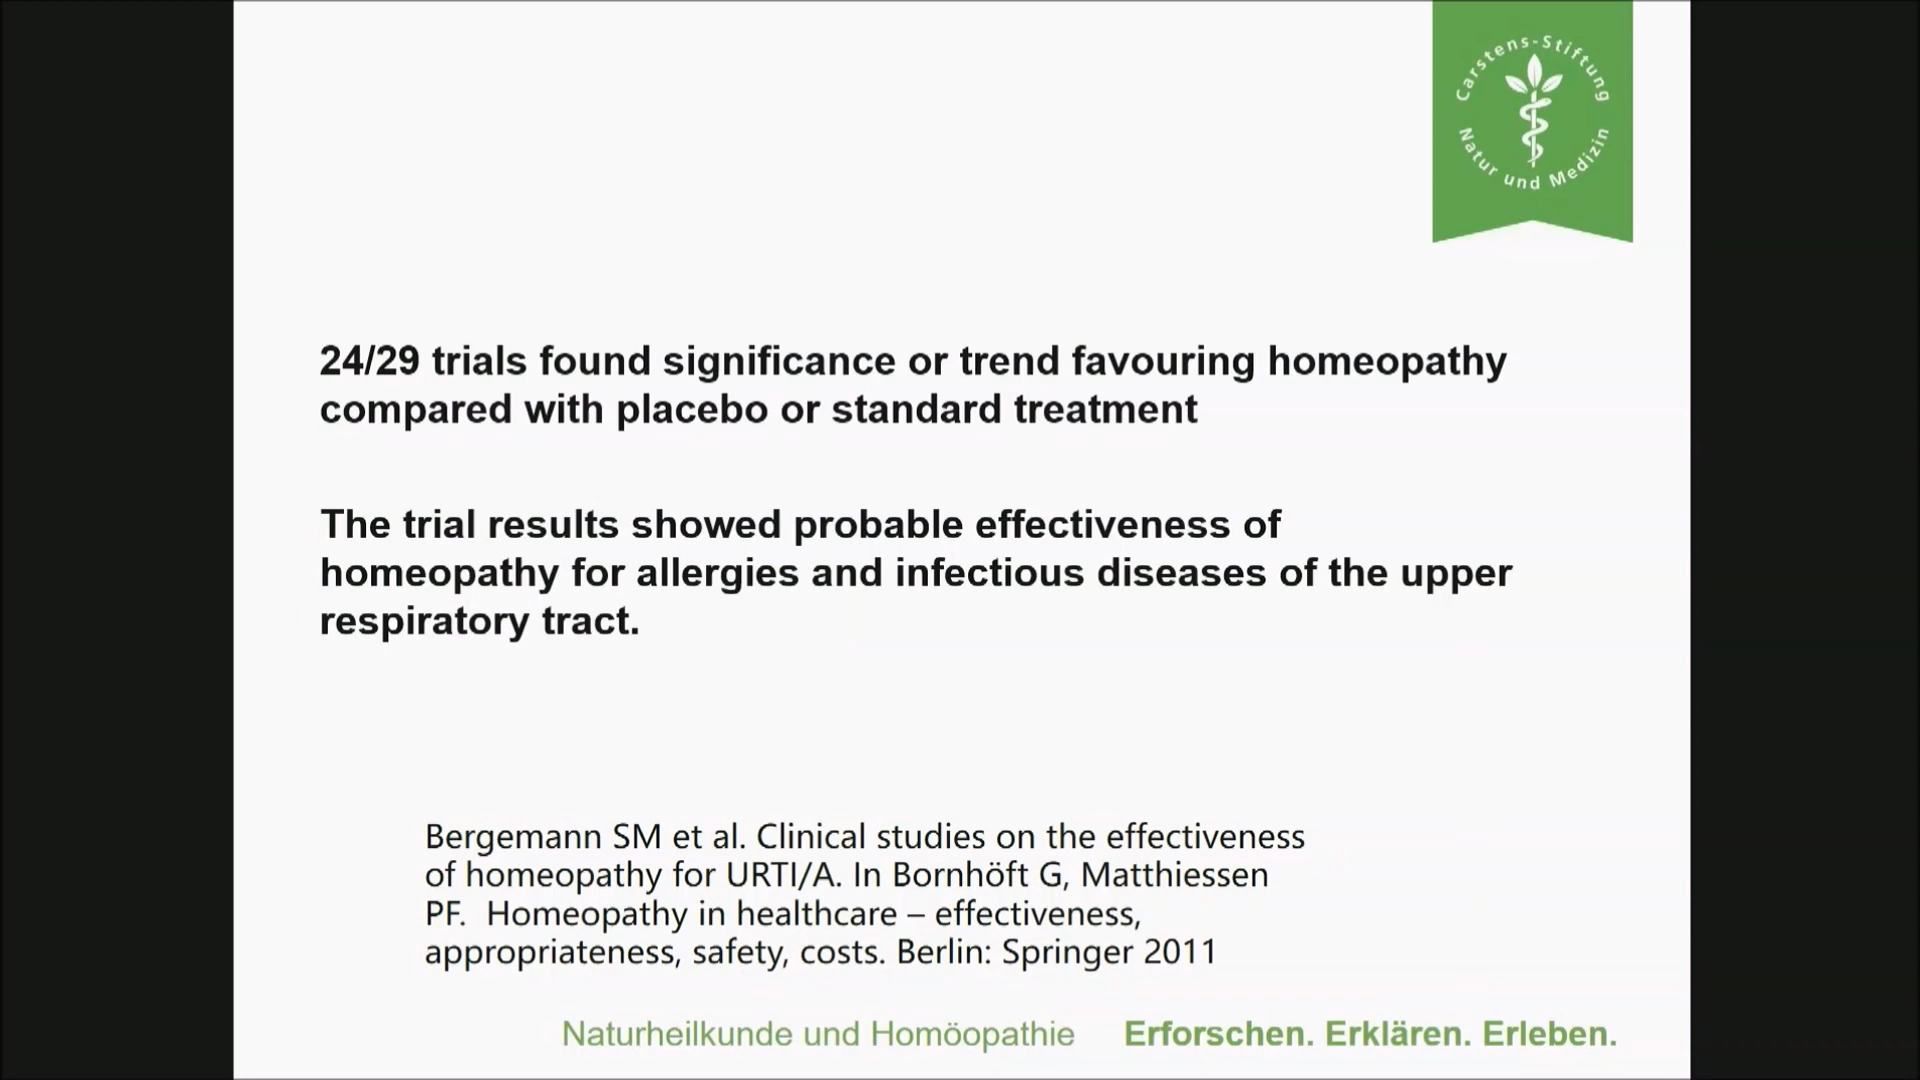 Carstens-Stiftung
Natur und Medizin
24/29 trials found significance or trend favouring homeopathy
compared with placebo or standard treatment
The trial results showed probable effectiveness of
homeopathy for allergies and infectious diseases of the upper
respiratory tract.
Bergemann SM et al. Clinical studies on the effectiveness
of homeopathy for URTI/A. In Bornhöft G, Matthiessen
PF.  Homeopathy in healthcare – effectiveness,
appropriateness, safety, costs. Berlin: Springer 2011
Naturheilkunde und Homöopathie Erforschen. Erklären. Erleben.